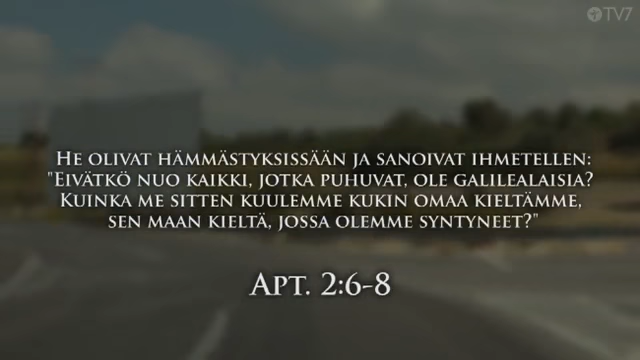 TV7
He olivat hämmästyksissään ja sanoivat ihmetellen:
"Eivätkö nuo kaikki, jotka puhuvat, ole galilealaisia?
Kuinka me sitten kuulemme kukin omaa kieltämme,
sen maan kieltä, jossa olemme syntyneet?"
Apt. 2:6-8